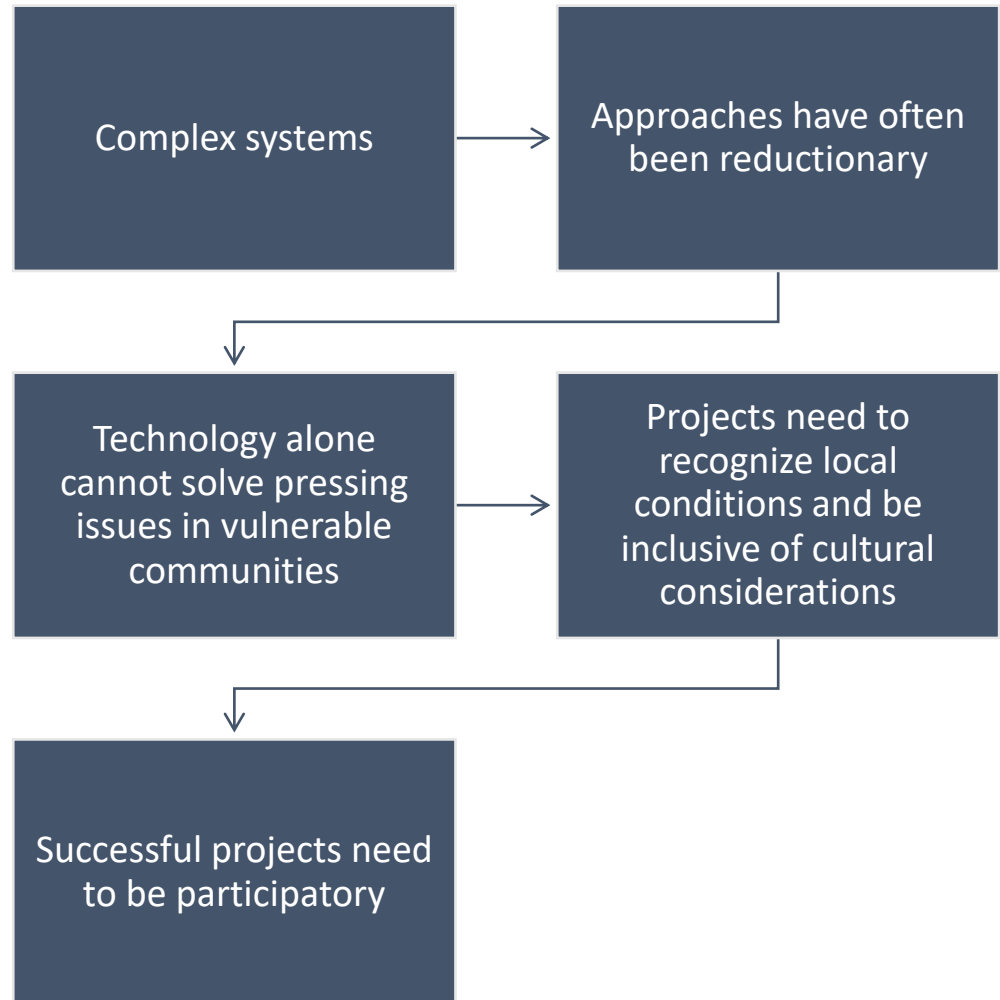 Complex systems
Approaches have often
been reductionary
Technology alone
cannot solve pressing
issues in vulnerable
communities
Projects need to
recognize local
conditions and be
inclusive of cultural
considerations
Successful projects need
to be participatory